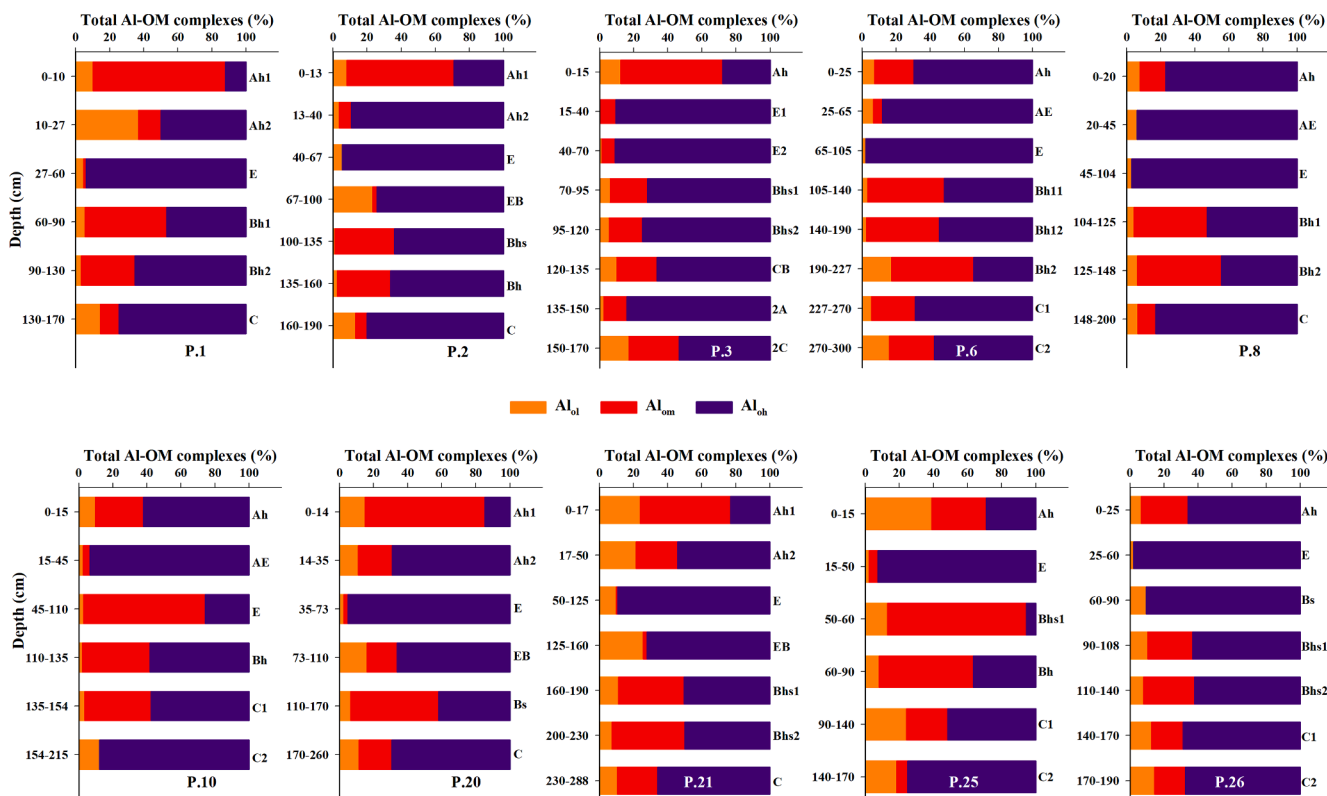 Total Al-OM complexes (%)
0 20 40 60 80 100
Depth (cm)
0-10 Ah1
10-27 Ah2
27-60 E
60-90 Bh1
90-130 Bh2
130-170 C
P.1
Total Al-OM complexes (%)
0 20 40 60 80 100
0-13 Ah1
13-40 Ah2
40-67 E
67-100 EB
100-135 Bhs
135-160 Bh
160-190 C
P.2
Total Al-OM complexes (%)
0 20 40 60 80 100
0-15 Ah
15-40 E1
40-70 E2
70-95 Bhs1
95-120 Bhs2
120-135 CB
135-150 2A
150-170 2C
P.3
Total Al-OM complexes (%)
0 20 40 60 80 100
0-25 Ah
25-65 AE
65-105 E
105-140 Bh11
140-190 Bh12
190-227 Bh2
227-270 C1
270-300 C2
P.6
Total Al-OM complexes (%)
0 20 40 60 80 100
0-20 Ah
20-45 AE
45-104 E
104-125 Bh1
125-148 Bh2
148-200 C
P.8
Al_ol Al_om Al_oh
Total Al-OM complexes (%)
0 20 40 60 80 100
Depth (cm)
0-15 Ah
15-45 AE
45-110 E
110-135 Bh
135-154 C1
154-215 C2
P.10
Total Al-OM complexes (%)
0 20 40 60 80 100
0-14 Ah1
14-35 Ah2
35-73 E
73-110 EB
110-170 Bs
170-260 C
P.20
Total Al-OM complexes (%)
0 20 40 60 80 100
0-17 Ah1
17-50 Ah2
50-125 E
125-160 EB
160-190 Bhs1
200-230 Bhs2
230-288 C
P.21
Total Al-OM complexes (%)
0 20 40 60 80 100
0-15 Ah
15-50 E
50-60 Bhs1
60-90 Bh
90-140 C1
140-170 C2
P.25
Total Al-OM complexes (%)
0 20 40 60 80 100
0-25 Ah
25-60 E
60-90 Bs
90-108 Bhs1
110-140 Bhs2
140-170 C1
170-190 C2
P.26